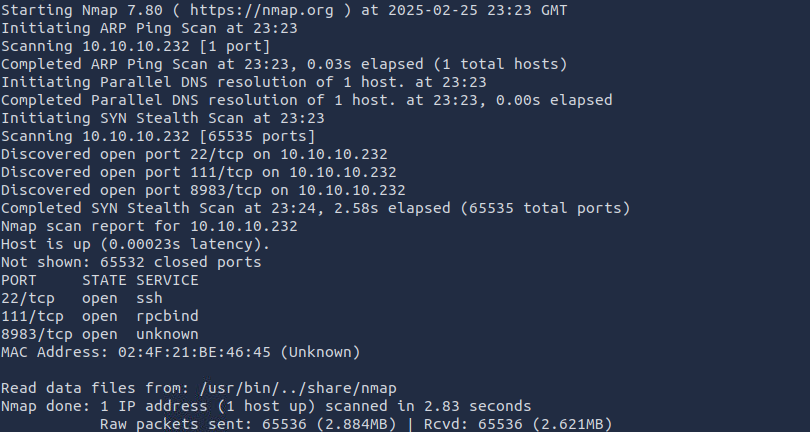 Starting Nmap 7.80 ( https://nmap.org ) at 2025-02-25 23:23 GMT
Initiating ARP Ping Scan at 23:23
Scanning 10.10.10.232 [1 port]
Completed ARP Ping Scan at 23:23, 0.03s elapsed (1 total hosts)
Initiating Parallel DNS resolution of 1 host. at 23:23
Completed Parallel DNS resolution of 1 host. at 23:23, 0.00s elapsed
Initiating SYN Stealth Scan at 23:23
Scanning 10.10.10.232 [65535 ports]
Discovered open port 22/tcp on 10.10.10.232
Discovered open port 111/tcp on 10.10.10.232
Discovered open port 8983/tcp on 10.10.10.232
Completed SYN Stealth Scan at 23:24, 2.58s elapsed (65535 total ports)
Nmap scan report for 10.10.10.232
Host is up (0.00023s latency).
Not shown: 65532 closed ports
PORT     STATE SERVICE
22/tcp   open  ssh
111/tcp  open  rpcbind
8983/tcp open  unknown
MAC Address: 02:4F:21:BE:46:45 (Unknown)

Read data files from: /usr/bin/../share/nmap
Nmap done: 1 IP address (1 host up) scanned in 2.83 seconds
           Raw packets sent: 65536 (2.884MB) | Rcvd: 65536 (2.621MB)